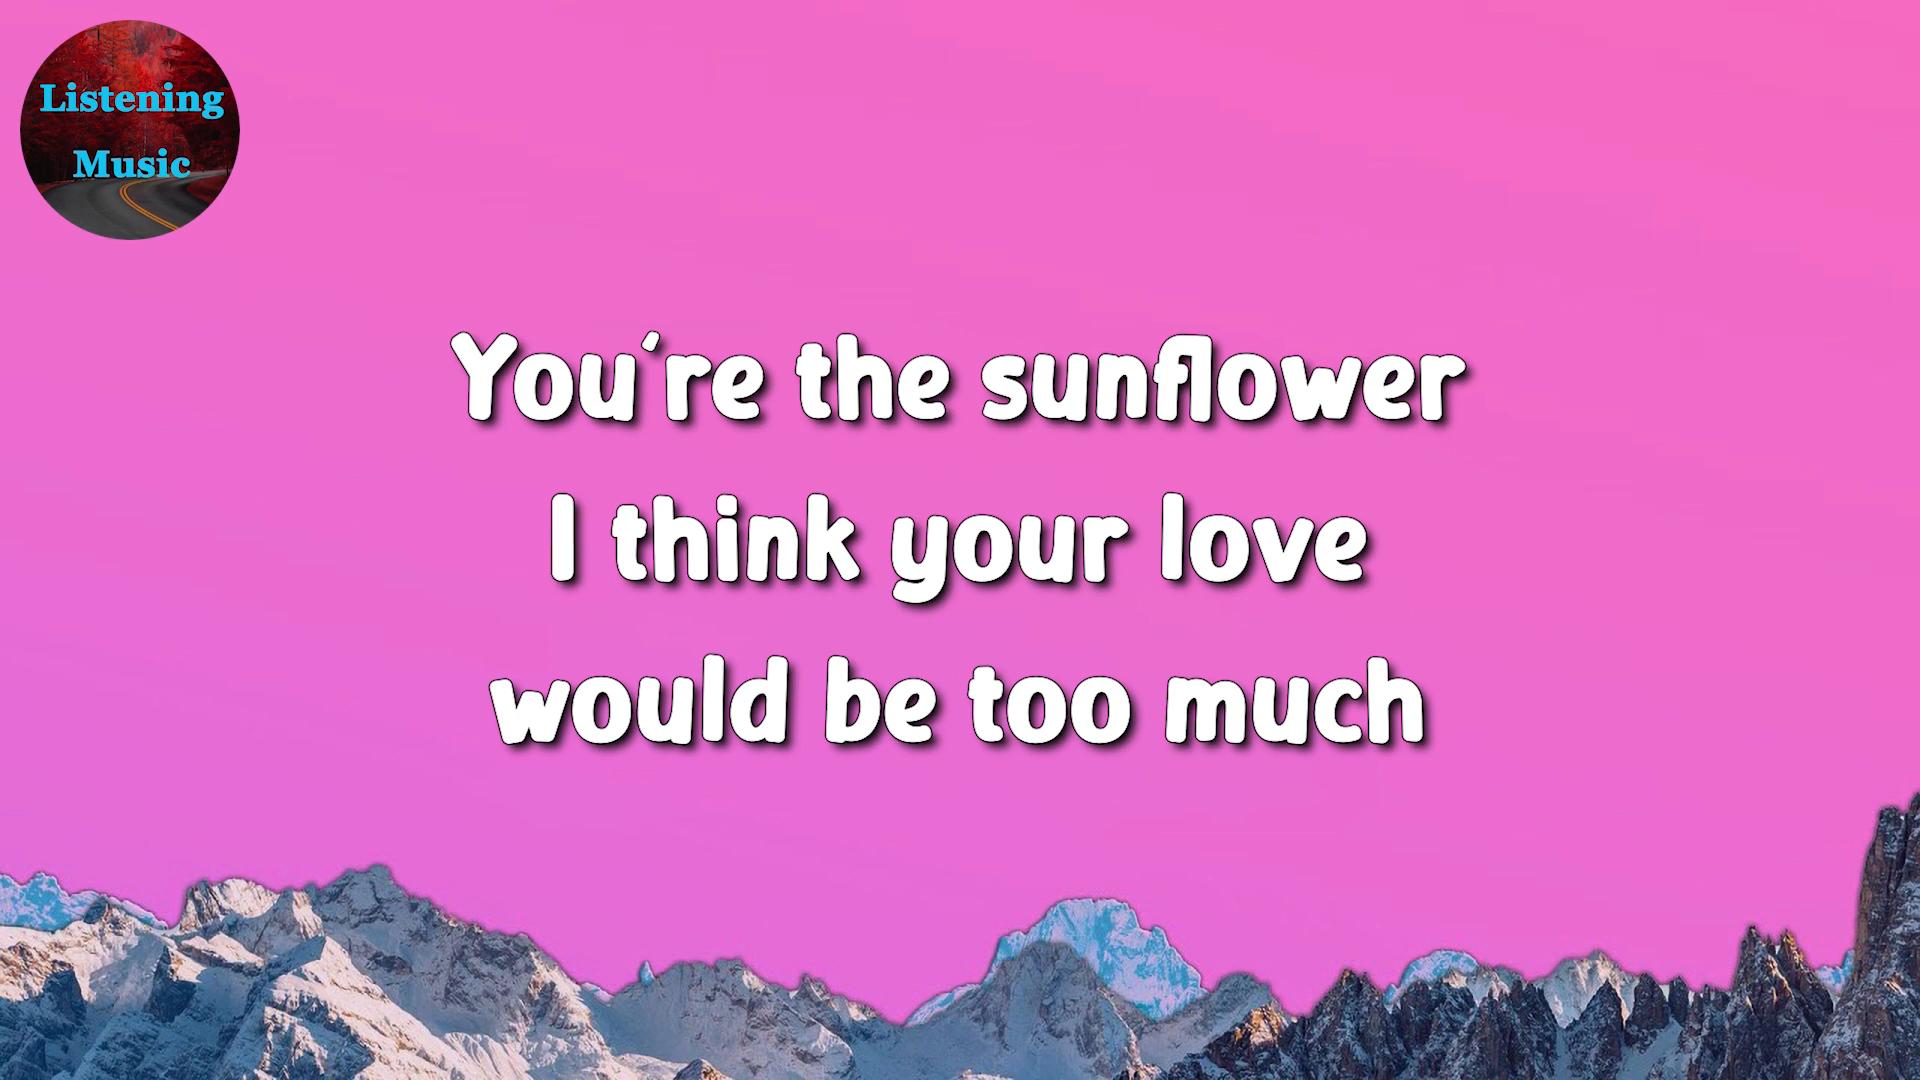 Listening
Music
You're the sunflower
I think your love
would be too much